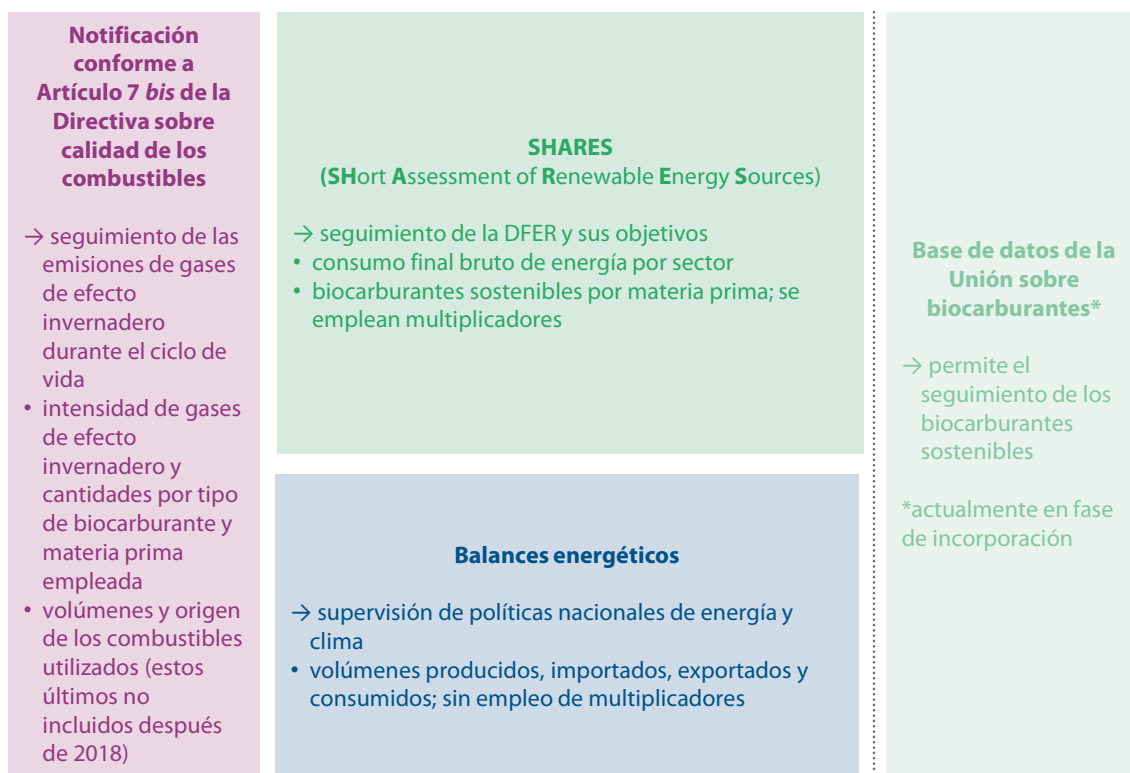 Notificación
conforme a
Artículo 7 bis de la
Directiva sobre
calidad de los
combustibles
→ seguimiento de las
emisiones de gases
de efecto
invernadero
durante el ciclo de
vida
• intensidad de gases
de efecto
invernadero y
cantidades por tipo
de biocarburante y
materia prima
empleada
• volúmenes y origen
de los combustibles
utilizados (estos
últimos no
incluidos después
de 2018)
SHARES
(SHort Assessment of Renewable Energy Sources)
→ seguimiento de la DFER y sus objetivos
• consumo final bruto de energía por sector
• biocarburantes sostenibles por materia prima; se
emplean multiplicadores
Balances energéticos
→ supervisión de políticas nacionales de energía y
clima
• volúmenes producidos, importados, exportados y
consumidos; sin empleo de multiplicadores
Base de datos de la
Unión sobre
biocarburantes*
→ permite el
seguimiento de los
biocarburantes
sostenibles
*actualmente en fase
de incorporación